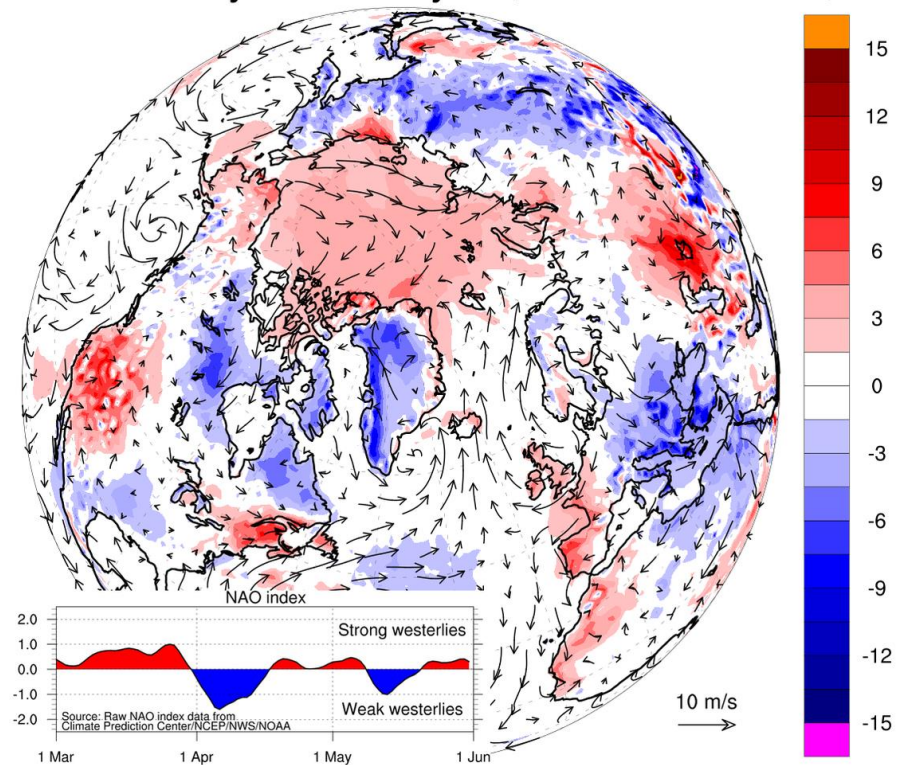 15
12
9
6
3
0
-3
-6
-9
-12
-15
10 m/s
NAO index
2.0
1.0
0.0
-1.0
-2.0
Strong westerlies
Weak westerlies
Source: Raw NAO index data from
Climate Prediction Center/NCEP/NWS/NOAA
1 Mar
1 Apr
1 May
1 Jun